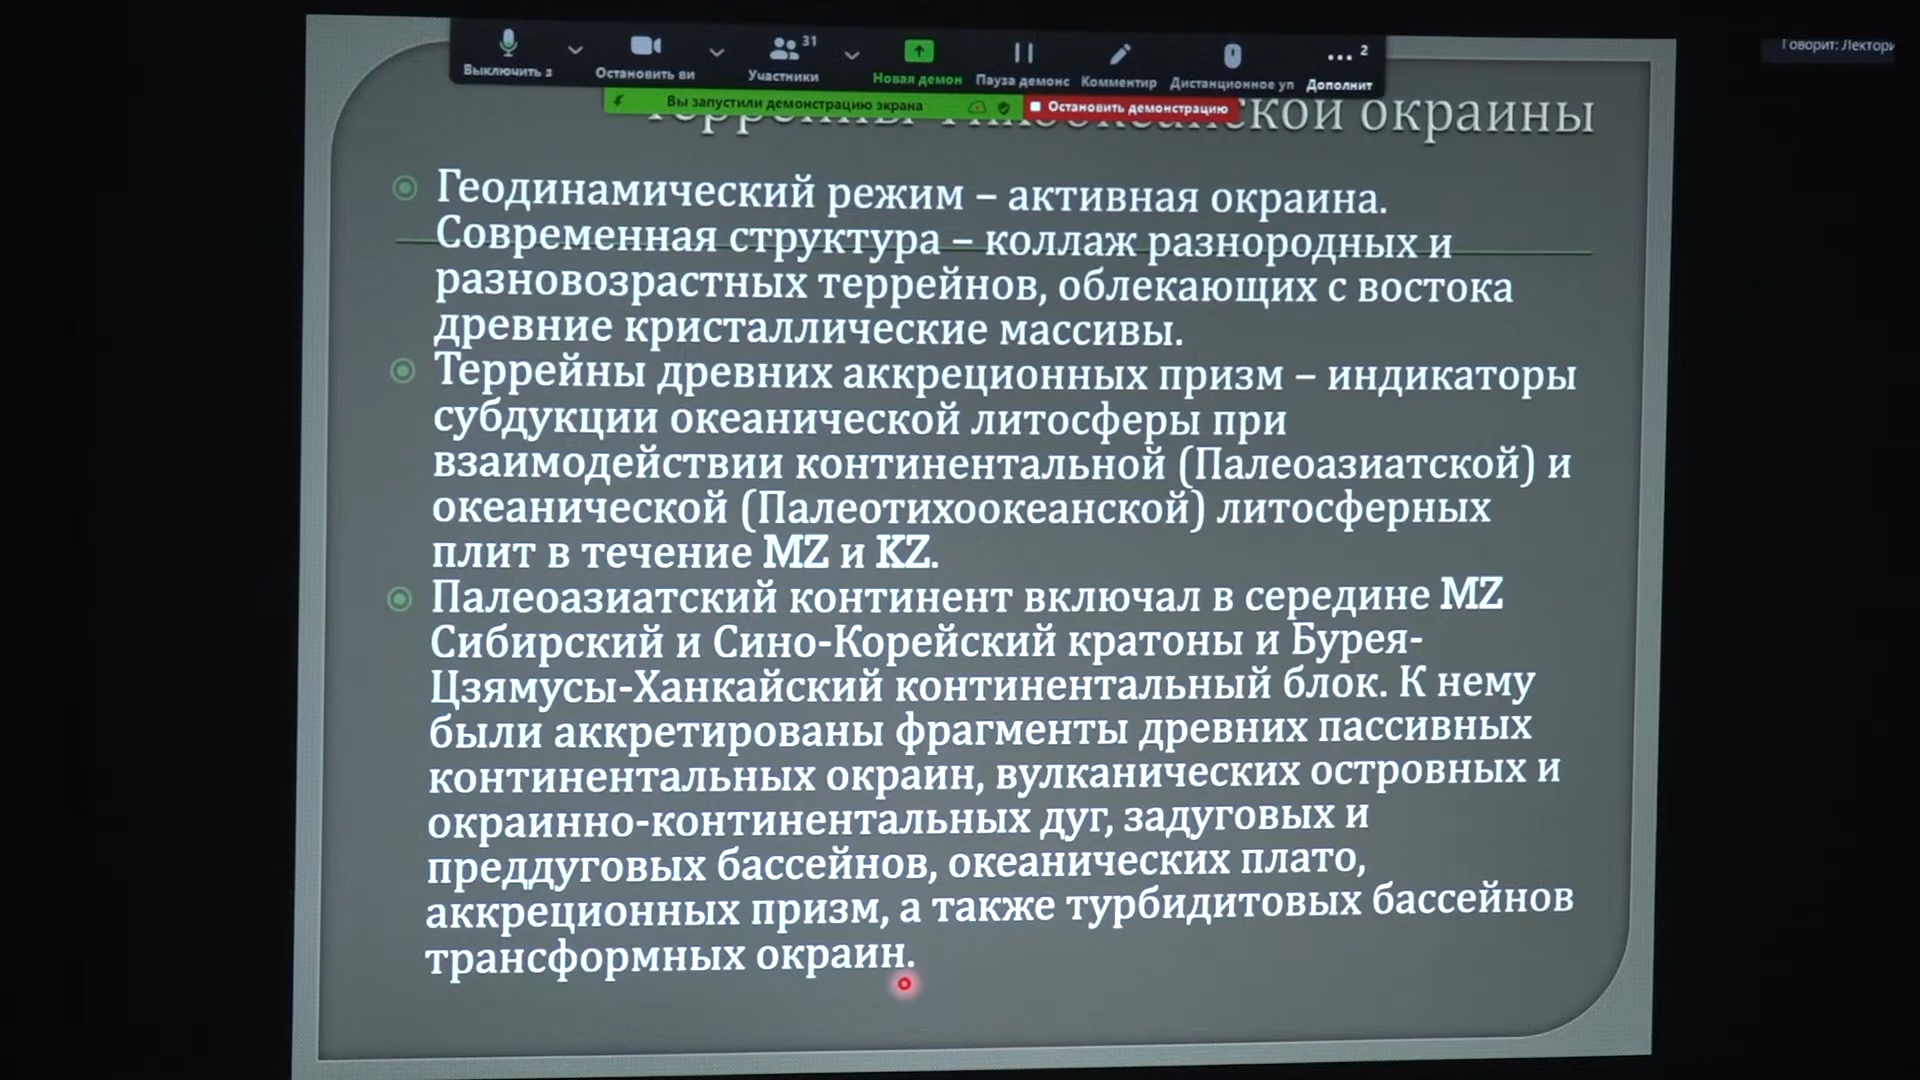 Говорит: Лектори
31
2
Выключить з
Остановить ви
Участники
Новая демон
Пауза демонс
Комментир
Дистанционное уп
Дополнит
Вы запустили демонстрацию экрана
Остановить демонстрацию
окраины
Геодинамический режим – активная окраина.
Современная структура – коллаж разнородных и
разновозрастных террейнов, облекающих с востока
древние кристаллические массивы.
Террейны древних аккреционных призм – индикаторы
субдукции океанической литосферы при
взаимодействии континентальной (Палеоазиатской) и
океанической (Палеотихоокеанской) литосферных
плит в течение MZ и KZ.
Палеоазиатский континент включал в середине MZ
Сибирский и Сино-Корейский кратоны и Бурея-
Цзямусы-Ханкайский континентальный блок. К нему
были аккретированы фрагменты древних пассивных
континентальных окраин, вулканических островных и
окраинно-континентальных дуг, задуговых и
преддуговых бассейнов, океанических плато,
аккреционных призм, а также турбидитовых бассейнов
трансформных окраин.